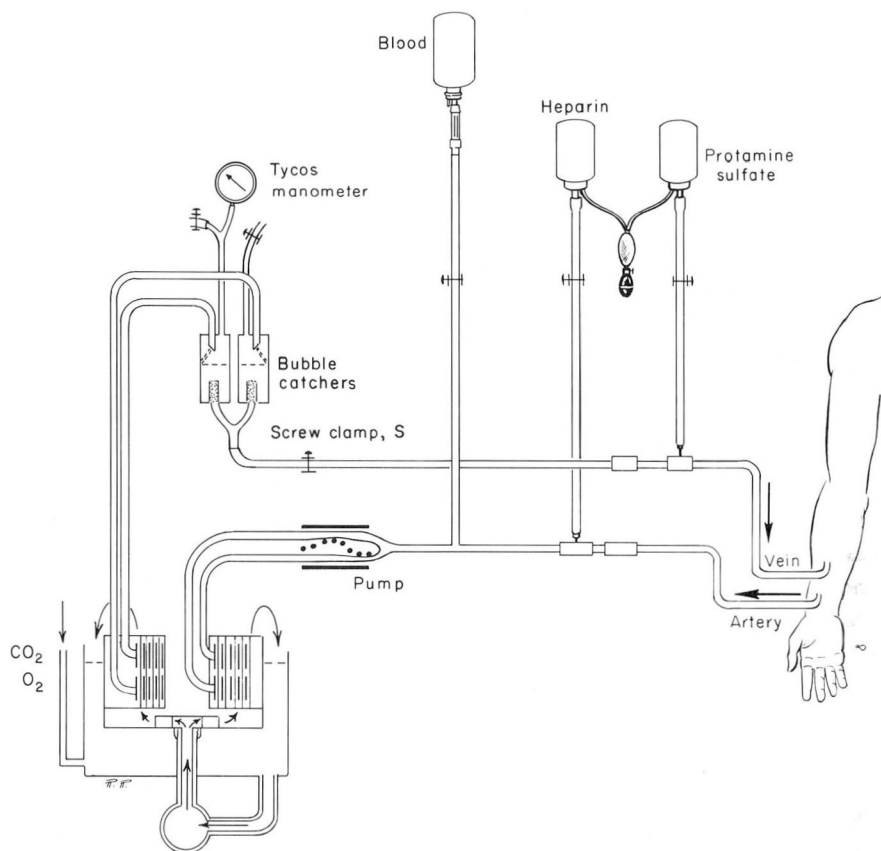 Blood
Heparin
Protamine
sulfate
Tycos
manometer
Bubble
catchers
Screw clamp, S
Pump
Vein
Artery
CO₂
O₂